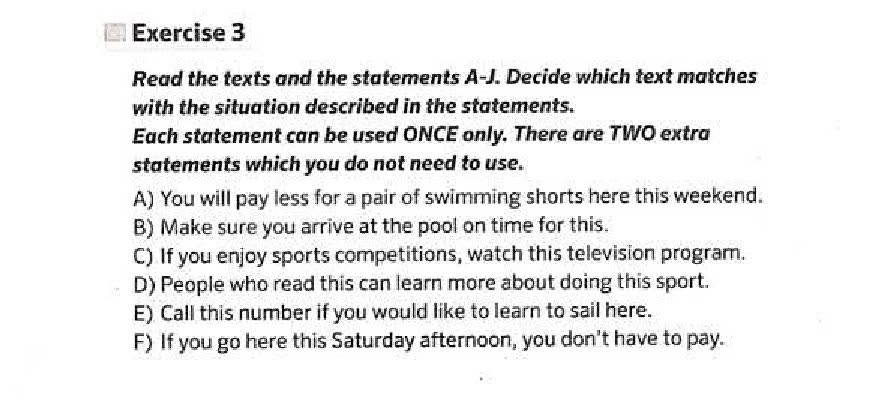 Exercise 3
Read the texts and the statements A-J. Decide which text matches
with the situation described in the statements.
Each statement can be used ONCE only. There are TWO extra
statements which you do not need to use.
A) You will pay less for a pair of swimming shorts here this weekend.
B) Make sure you arrive at the pool on time for this.
C) If you enjoy sports competitions, watch this television program.
D) People who read this can learn more about doing this sport.
E) Call this number if you would like to learn to sail here.
F) If you go here this Saturday afternoon, you don't have to pay.